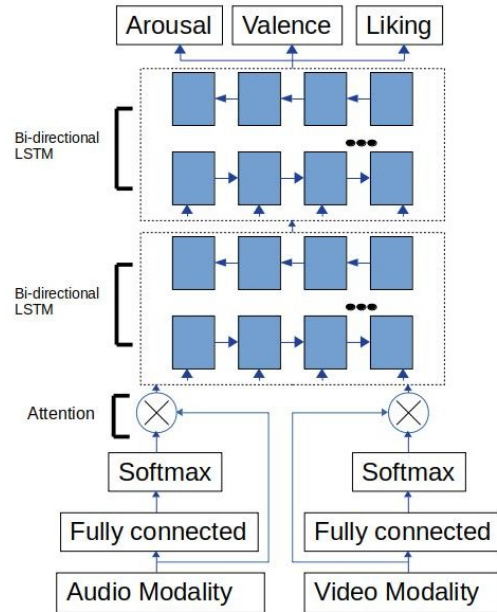 Arousal
Valence
Liking
Bi-directional
LSTM
Bi-directional
LSTM
Attention
Softmax
Softmax
Fully connected
Fully connected
Audio Modality
Video Modality